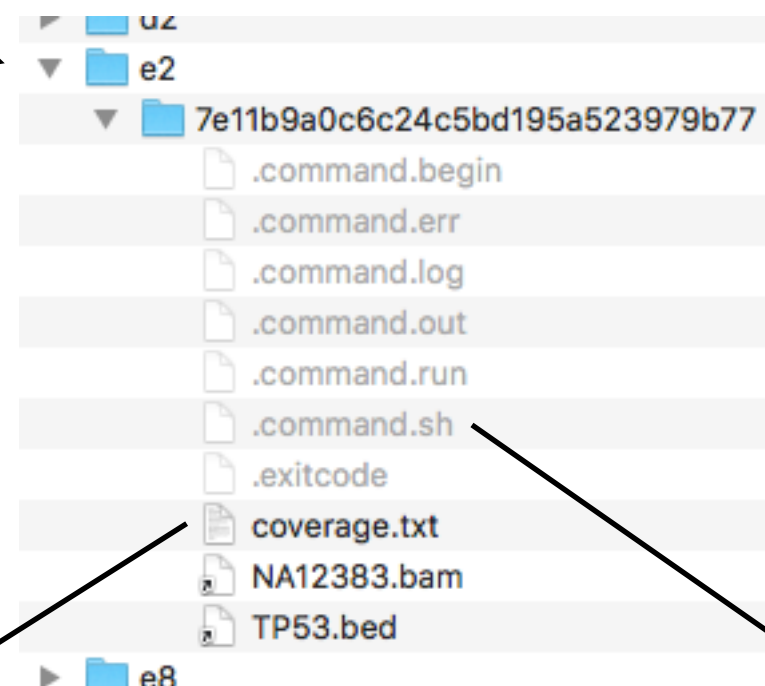 d2
e2
7e11b9a0c6c24c5bd195a523979b77
.command.begin
.command.err
.command.log
.command.out
.command.run
.command.sh
.exitcode
coverage.txt
NA12383.bam
TP53.bed
e8